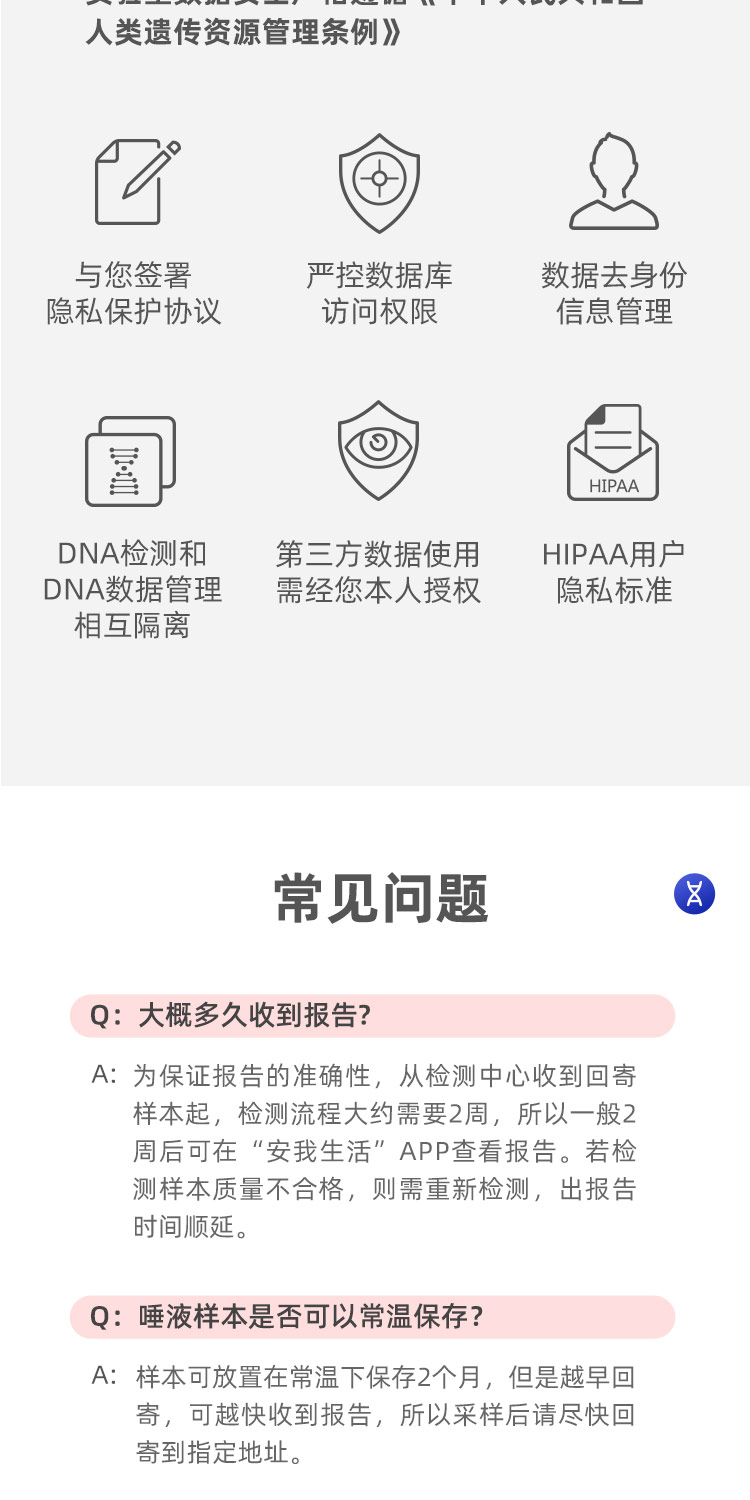 人类遗传资源管理条例》
与您签署
隐私保护协议
严控数据库
访问权限
数据去身份
信息管理
HIPAA
DNA检测和
DNA数据管理
相互隔离
第三方数据使用
需经您本人授权
HIPAA用户
隐私标准
常见问题
Q：大概多久收到报告?
A：为保证报告的准确性，从检测中心收到回寄
样本起，检测流程大约需要2周，所以一般2
周后可在“安我生活”APP查看报告。若检
测样本质量不合格，则需重新检测，出报告
时间顺延。
Q：唾液样本是否可以常温保存?
A：样本可放置在常温下保存2个月，但是越早回
寄，可越快收到报告，所以采样后请尽快回
寄到指定地址。